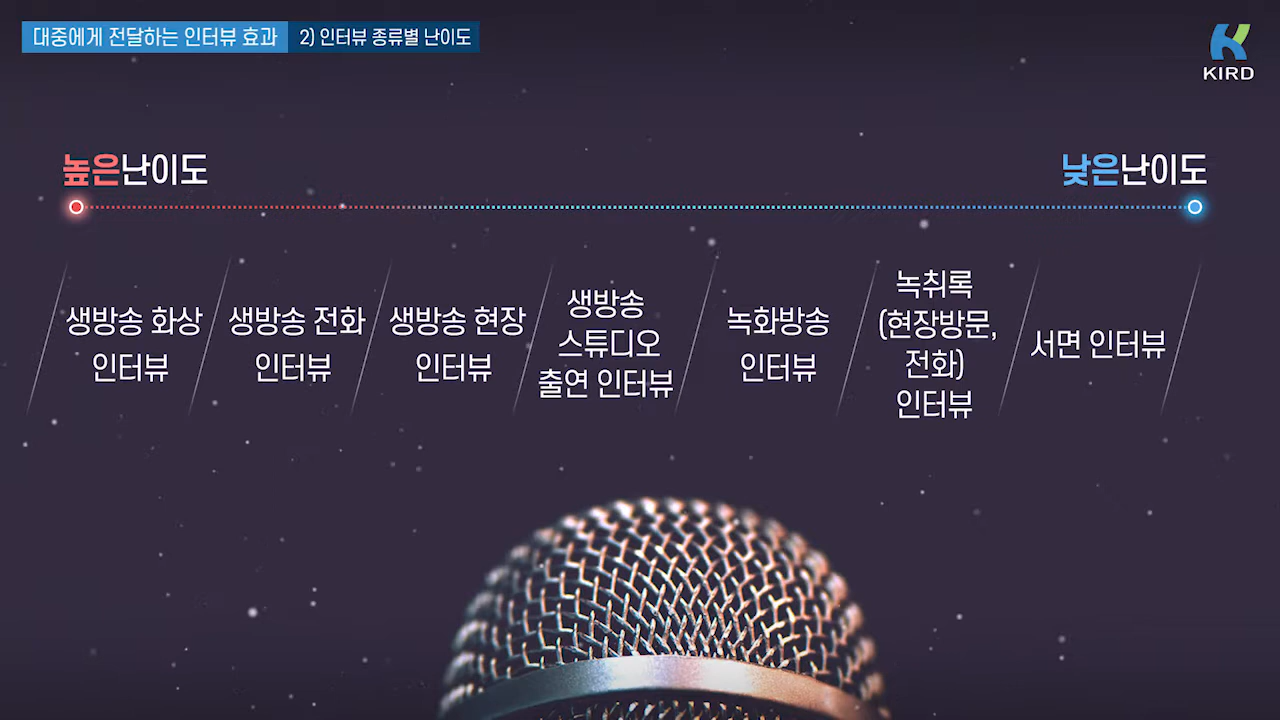 대중에게 전달하는 인터뷰 효과
2) 인터뷰 종류별 난이도
KIRD
높은난이도
낮은난이도
생방송 화상
인터뷰
생방송 전화
인터뷰
생방송 현장
인터뷰
생방송
스튜디오
출연 인터뷰
녹화방송
인터뷰
녹취록
(현장방문,
전화)
인터뷰
서면 인터뷰